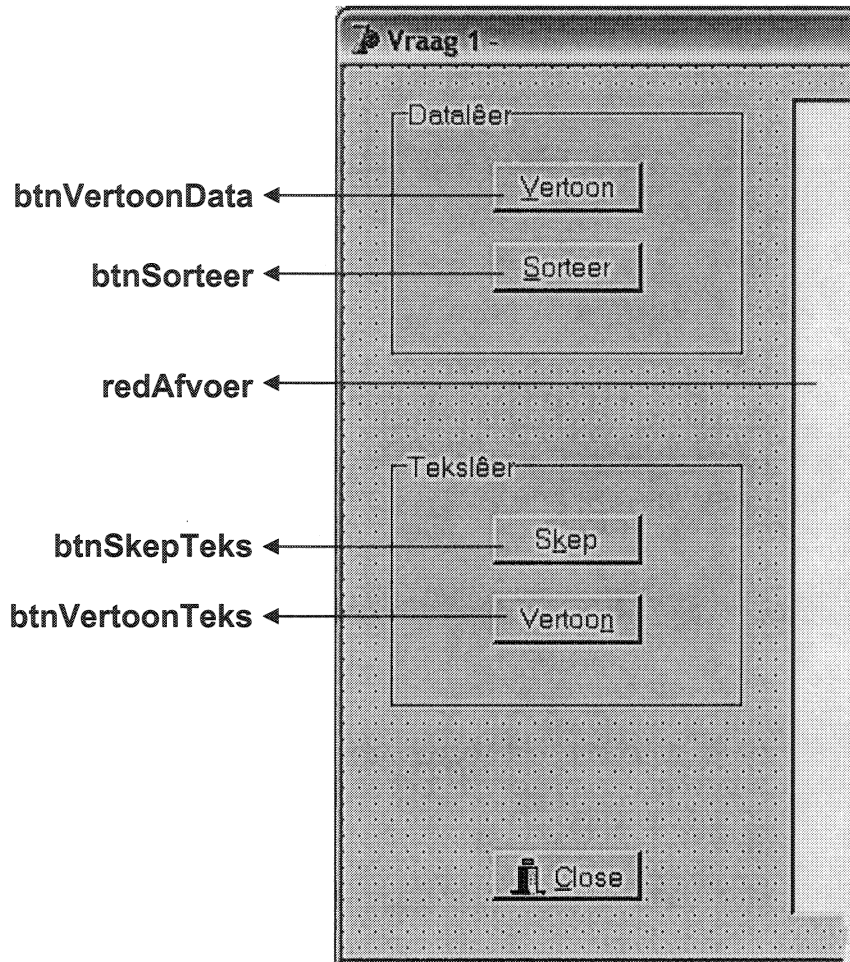 Vraag 1 -
Datalêer
btnVertoonData
Vertoon
btnSorteer
Sorteer
redAfvoer
Tekslêer
btnSkepTeks
Skep
btnVertoonTeks
Vertoon
Close